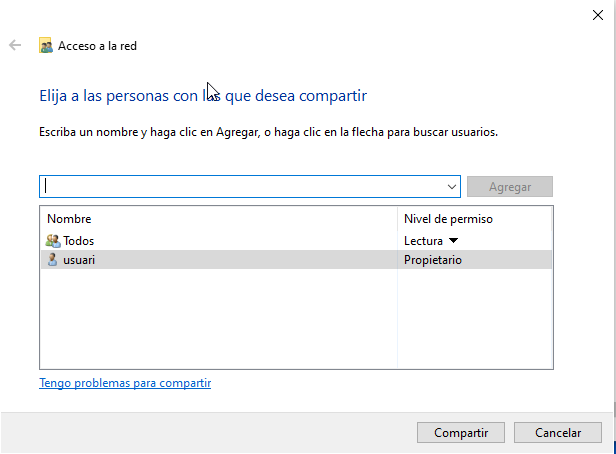 Acceso a la red
Elija a las personas con las que desea compartir
Escriba un nombre y haga clic en Agregar, o haga clic en la flecha para buscar usuarios.
Agregar
Nombre Nivel de permiso
Todos Lectura
usuari Propietario
Tengo problemas para compartir
Compartir Cancelar